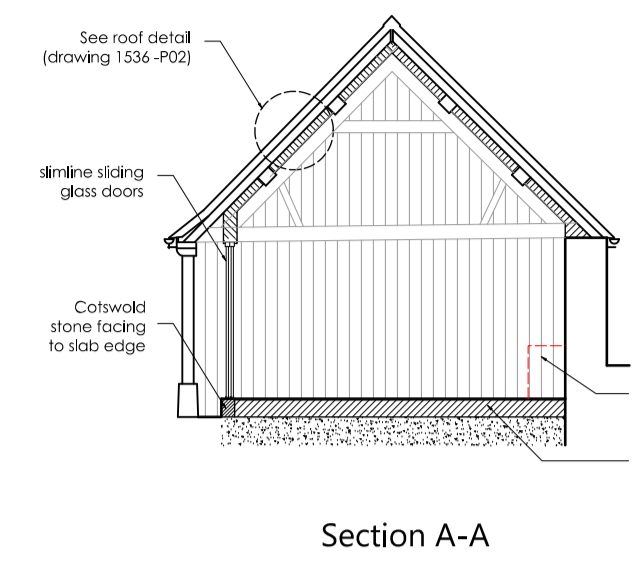 See roof detail
(drawing 1536 -P02)
slimline sliding
glass doors
Cotswold
stone facing
to slab edge
Section A-A